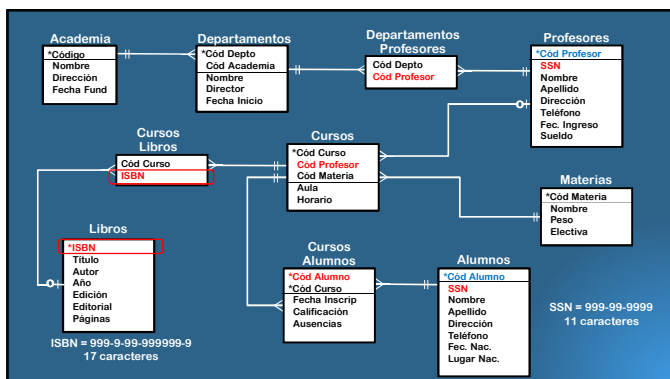 Academia
*Código
Nombre
Dirección
Fecha Fund
Departamentos
*Cód Depto
Cód Academia
Nombre
Director
Fecha Inicio
Departamentos
Profesores
Cód Depto
Cód Profesor
Profesores
*Cód Profesor
SSN
Nombre
Apellido
Dirección
Teléfono
Fec. Ingreso
Sueldo
Cursos
Libros
Cód Curso
ISBN
Cursos
*Cód Curso
Cód Profesor
Cód Materia
Aula
Horario
Materias
*Cód Materia
Nombre
Peso
Electiva
Libros
*ISBN
Título
Autor
Año
Edición
Editorial
Páginas
ISBN = 999-9-99-999999-9
17 caracteres
Cursos
Alumnos
*Cód Alumno
*Cód Curso
Fecha Inscrip
Calificación
Ausencias
Alumnos
*Cód Alumno
SSN
Nombre
Apellido
Dirección
Teléfono
Fec. Nac.
Lugar Nac.
SSN = 999-99-9999
11 caracteres